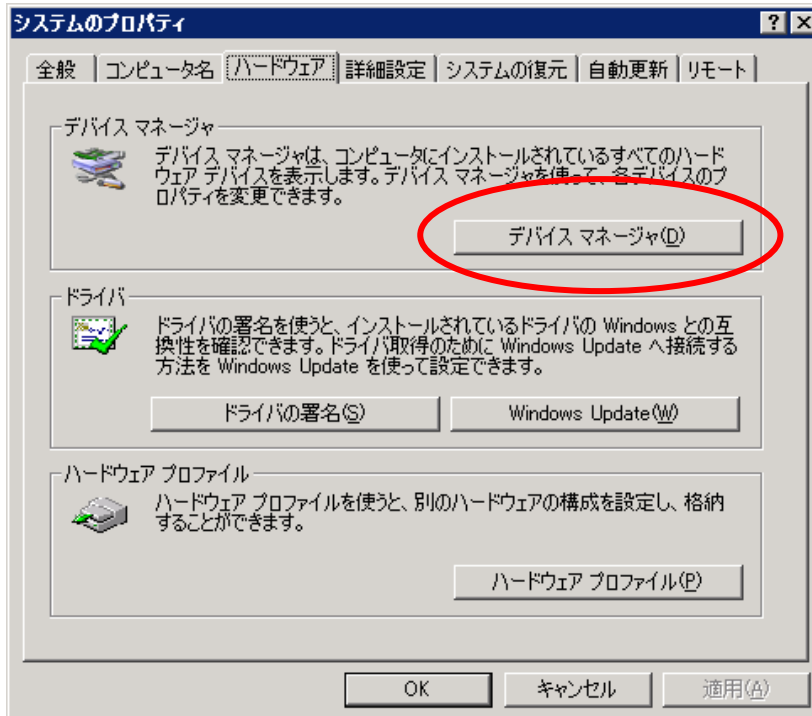 システムのプロパティ
全般 コンピュータ名 ハードウェア 詳細設定 システムの復元 自動更新 リモート
デバイス マネージャ
デバイス マネージャは、コンピュータにインストールされているすべてのハード
ウェア デバイスを表示します。デバイス マネージャを使って、各デバイスのプ
ロパティを変更できます。
デバイス マネージャ(D)
ドライバ
ドライバの署名を使うと、インストールされているドライバの Windows との互
換性を確認できます。ドライバ取得のために Windows Update へ接続する
方法を Windows Update を使って設定できます。
ドライバの署名(S) Windows Update(W)
ハードウェア プロファイル
ハードウェア プロファイルを使うと、別のハードウェアの構成を設定し、格納
することができます。
ハードウェア プロファイル(P)
OK キャンセル 適用(A)